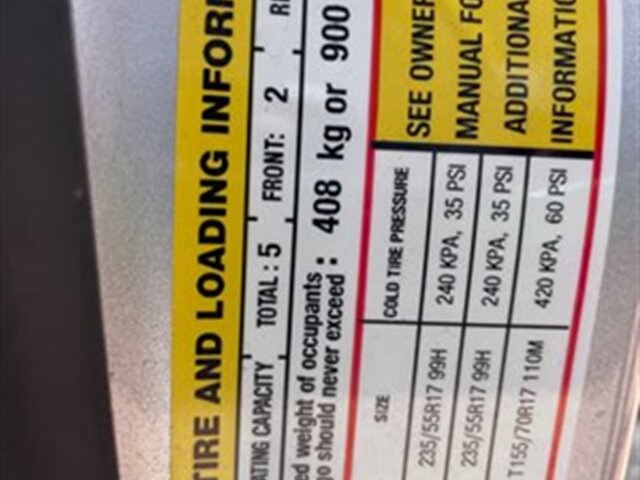 TIRE AND LOADING INFORM
ATING CAPACITY TOTAL : 5 FRONT: 2
ed weight of occupants
go should never exceed : 408 kg or 900
SIZE COLD TIRE PRESSURE SEE OWNER
235/55R17 99H 240 KPA, 35 PSI MANUAL FO
235/55R17 99H 240 KPA, 35 PSI ADDITIONA
T155/70R17 110M 420 KPA, 60 PSI INFORMATIO